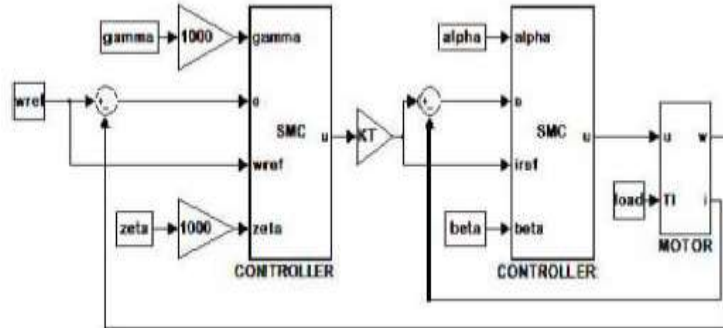 gamma
1000
gamma
wref
e
SMC
u
wref
zeta
1000
zeta
CONTROLLER
KT
alpha
alpha
e
SMC
u
iref
beta
beta
CONTROLLER
u
w
load
Tl
i
MOTOR